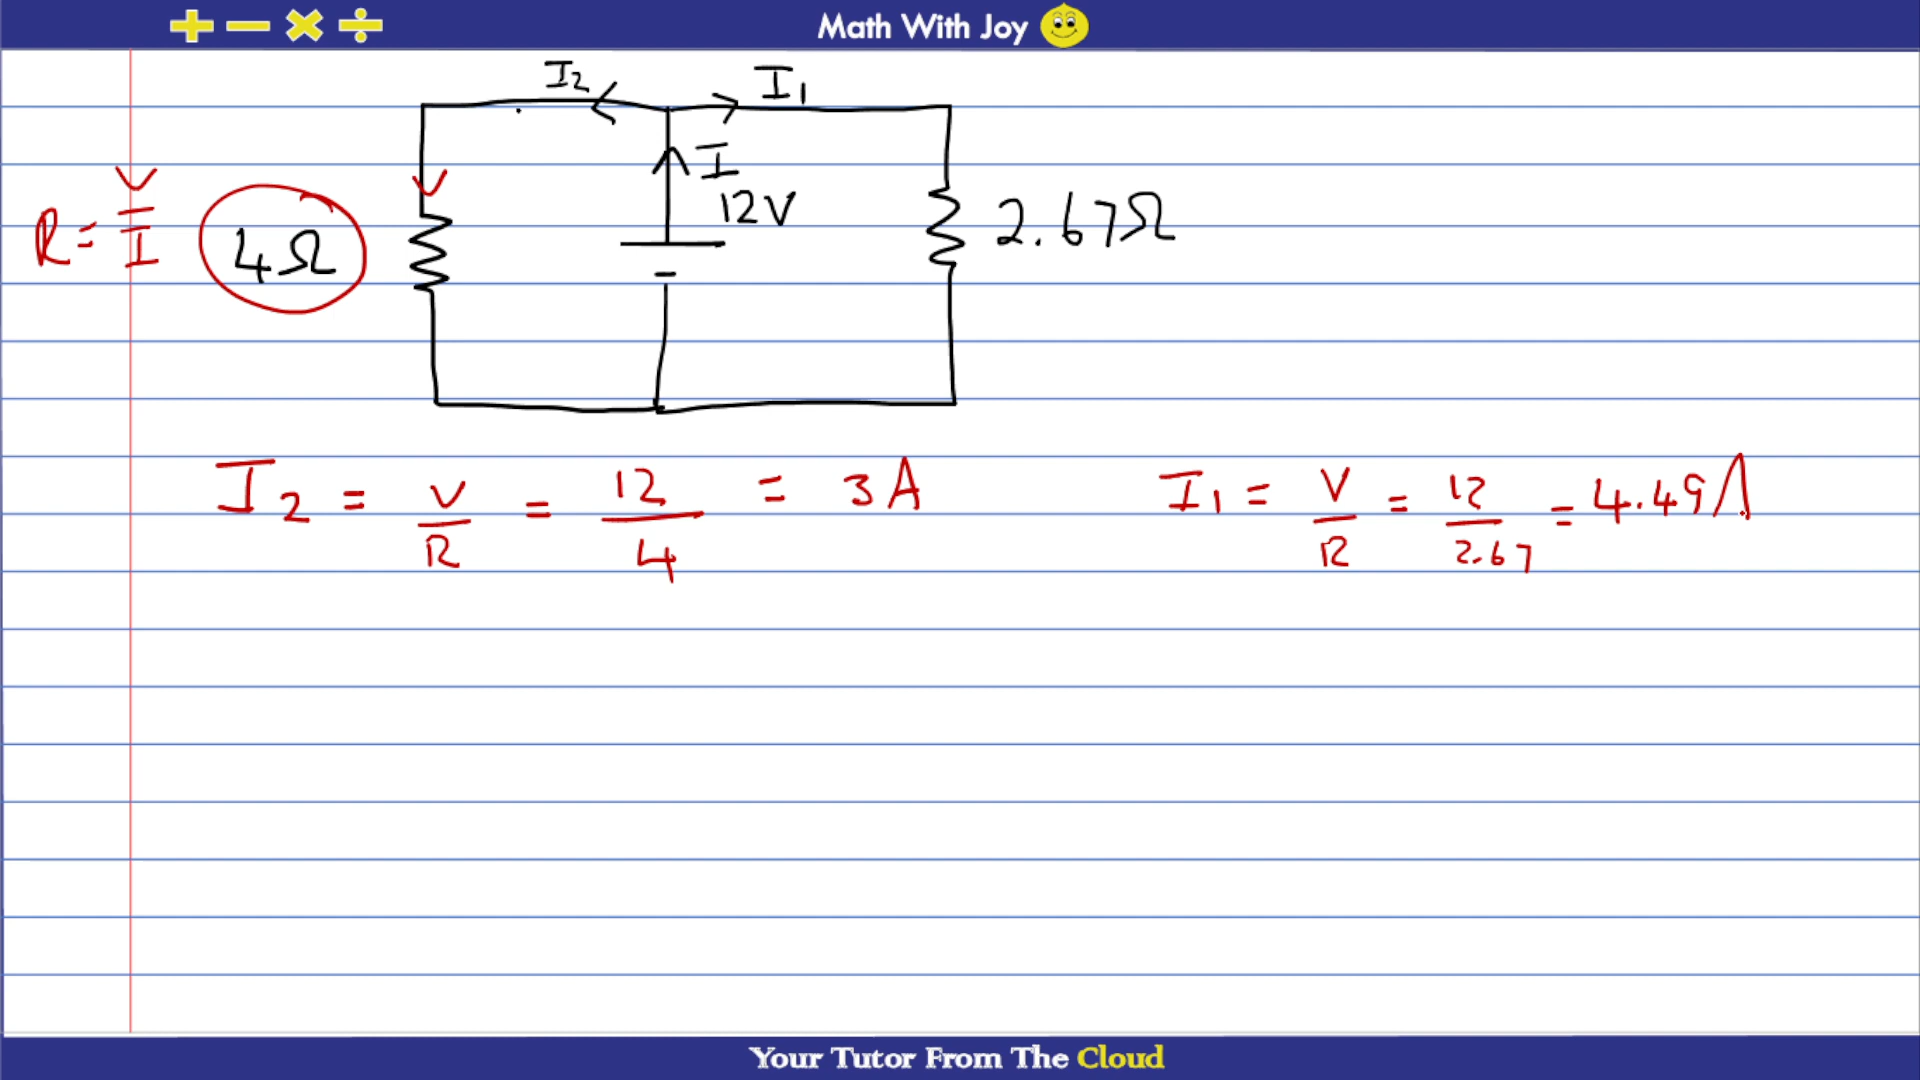 Math With Joy
I2
I1
I
12V
R = V/I
4Ω
2.67Ω
I2 = V/R = 12/4 = 3A
I1 = V/R = 12/2.67 = 4.49A
Your Tutor From The Cloud